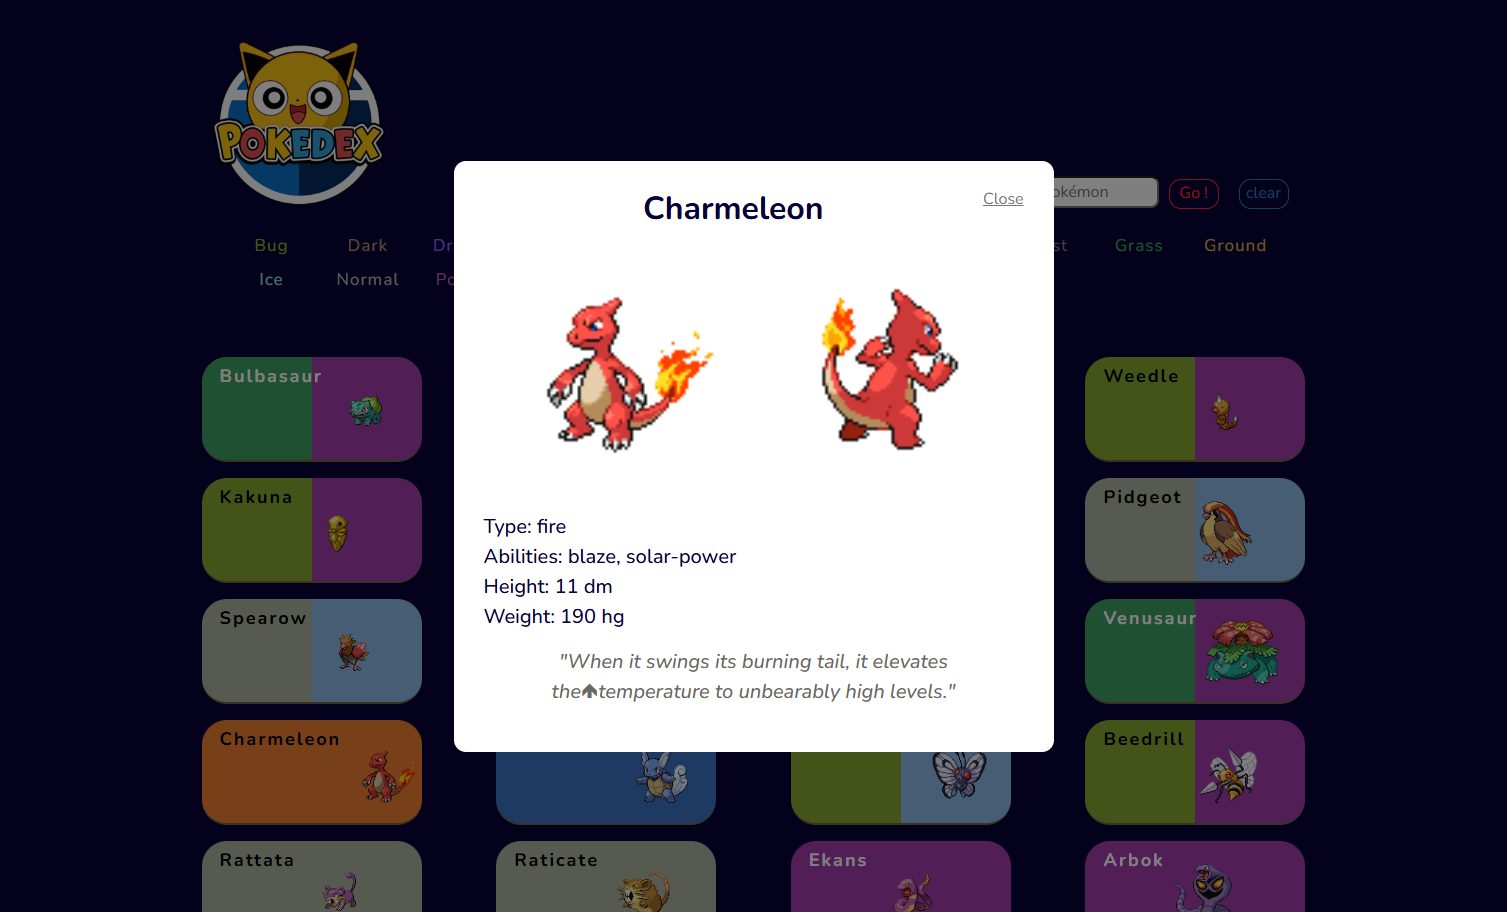 POKEDEX
Charmeleon
Close
okémon
Go !
clear
Bug
Dark
Dr
st
Grass
Ground
Ice
Normal
Po
Bulbasaur
Weedle
Kakuna
Pidgeot
Spearow
Venusaur
Type: fire
Abilities: blaze, solar-power
Height: 11 dm
Weight: 190 hg
"When it swings its burning tail, it elevates
the🡅temperature to unbearably high levels."
Charmeleon
Beedrill
Rattata
Raticate
Ekans
Arbok